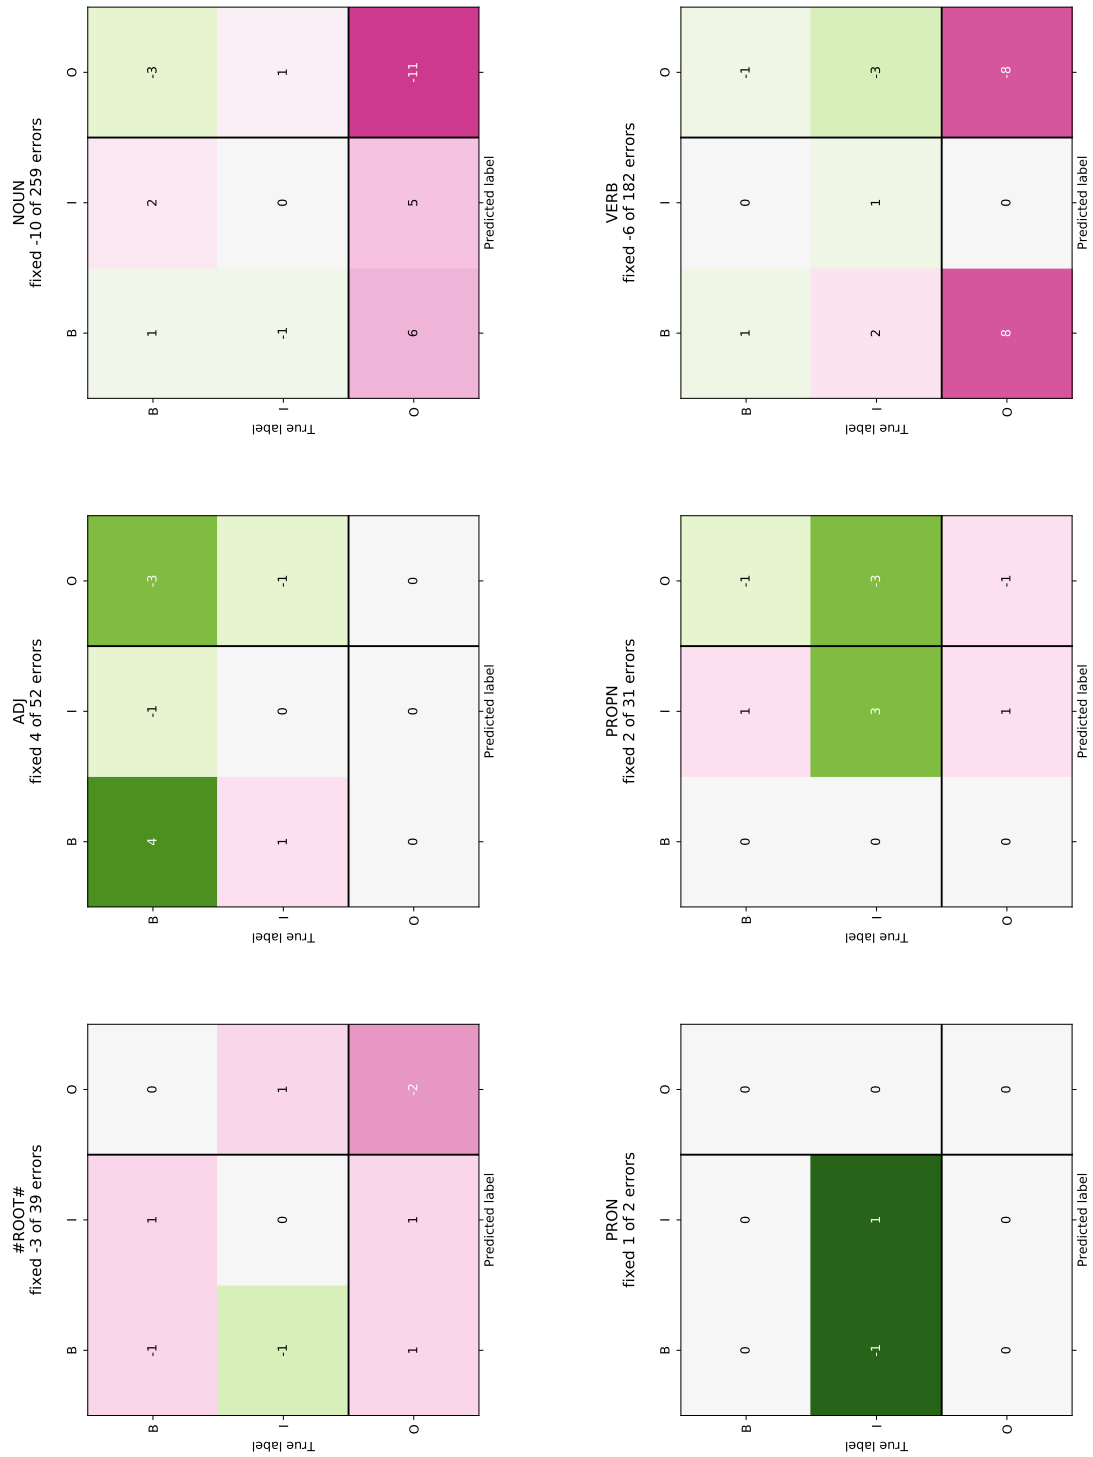 #ROOT#
fixed -3 of 39 errors
B I O
B -1 1 0
I -1 0 1
O 1 1 -2
True label
Predicted label
ADJ
fixed 4 of 52 errors
B I O
B 4 -1 -3
I 1 0 -1
O 0 0 0
True label
Predicted label
NOUN
fixed -10 of 259 errors
B I O
B 1 2 -3
I -1 0 1
O 6 5 -11
True label
Predicted label
PRON
fixed 1 of 2 errors
B I O
B 0 0 0
I -1 1 0
O 0 0 0
True label
Predicted label
PROPN
fixed 2 of 31 errors
B I O
B 0 1 -1
I 0 3 -3
O 0 1 -1
True label
Predicted label
VERB
fixed -6 of 182 errors
B I O
B 1 0 -1
I 2 1 -3
O 8 0 -8
True label
Predicted label